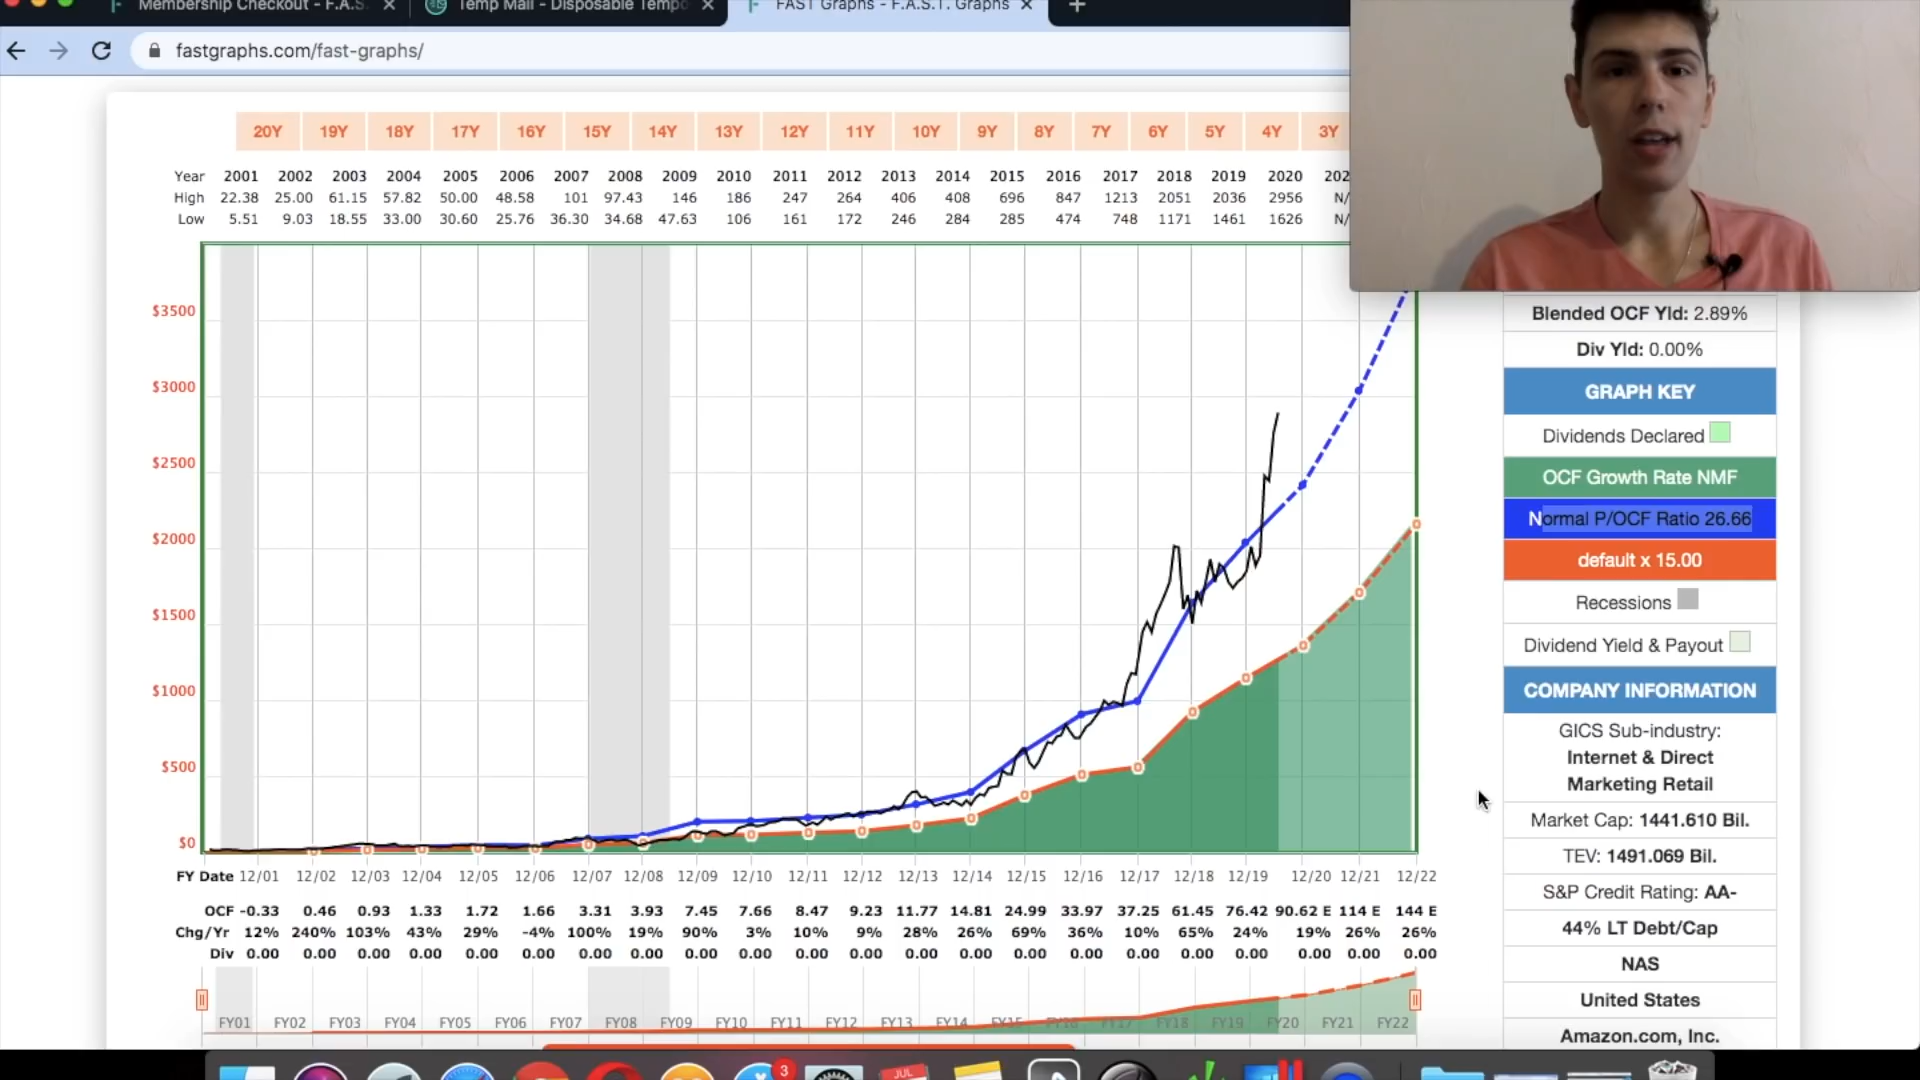 Membership Checkout - F.A.S.
Temp Mail - Disposable Tempo
FAST Graphs - F.A.S.T. Graphs
fastgraphs.com/fast-graphs/
20Y 19Y 18Y 17Y 16Y 15Y 14Y 13Y 12Y 11Y 10Y 9Y 8Y 7Y 6Y 5Y 4Y 3Y
Year 2001 2002 2003 2004 2005 2006 2007 2008 2009 2010 2011 2012 2013 2014 2015 2016 2017 2018 2019 2020 202
High 22.38 25.00 61.15 57.82 50.00 48.58 101 97.43 146 186 247 264 406 408 696 847 1213 2051 2036 2956 N/
Low 5.51 9.03 18.55 33.00 30.60 25.76 36.30 34.68 47.63 106 161 172 246 284 285 474 748 1171 1461 1626 N/
$3500
$3000
$2500
$2000
$1500
$1000
$500
$0
FY Date 12/01 12/02 12/03 12/04 12/05 12/06 12/07 12/08 12/09 12/10 12/11 12/12 12/13 12/14 12/15 12/16 12/17 12/18 12/19 12/20 12/21 12/22
OCF -0.33 0.46 0.93 1.33 1.72 1.66 3.31 3.93 7.45 7.66 8.47 9.23 11.77 14.81 24.99 33.97 37.25 61.45 76.42 90.62 E 114 E 144 E
Chg/Yr 12% 240% 103% 43% 29% -4% 100% 19% 90% 3% 10% 9% 28% 26% 69% 36% 10% 65% 24% 19% 26% 26%
Div 0.00 0.00 0.00 0.00 0.00 0.00 0.00 0.00 0.00 0.00 0.00 0.00 0.00 0.00 0.00 0.00 0.00 0.00 0.00 0.00 0.00 0.00
FY01 FY02 FY03 FY04 FY05 FY06 FY07 FY08 FY09 FY10 FY11 FY12 FY13 FY14 FY15 FY16 FY17 FY18 FY19 FY20 FY21 FY22
Blended OCF Yld: 2.89%
Div Yld: 0.00%
GRAPH KEY
Dividends Declared
OCF Growth Rate NMF
Normal P/OCF Ratio 26.66
default x 15.00
Recessions
Dividend Yield & Payout
COMPANY INFORMATION
GICS Sub-industry:
Internet & Direct
Marketing Retail
Market Cap: 1441.610 Bil.
TEV: 1491.069 Bil.
S&P Credit Rating: AA-
44% LT Debt/Cap
NAS
United States
Amazon.com, Inc.
3
JUL